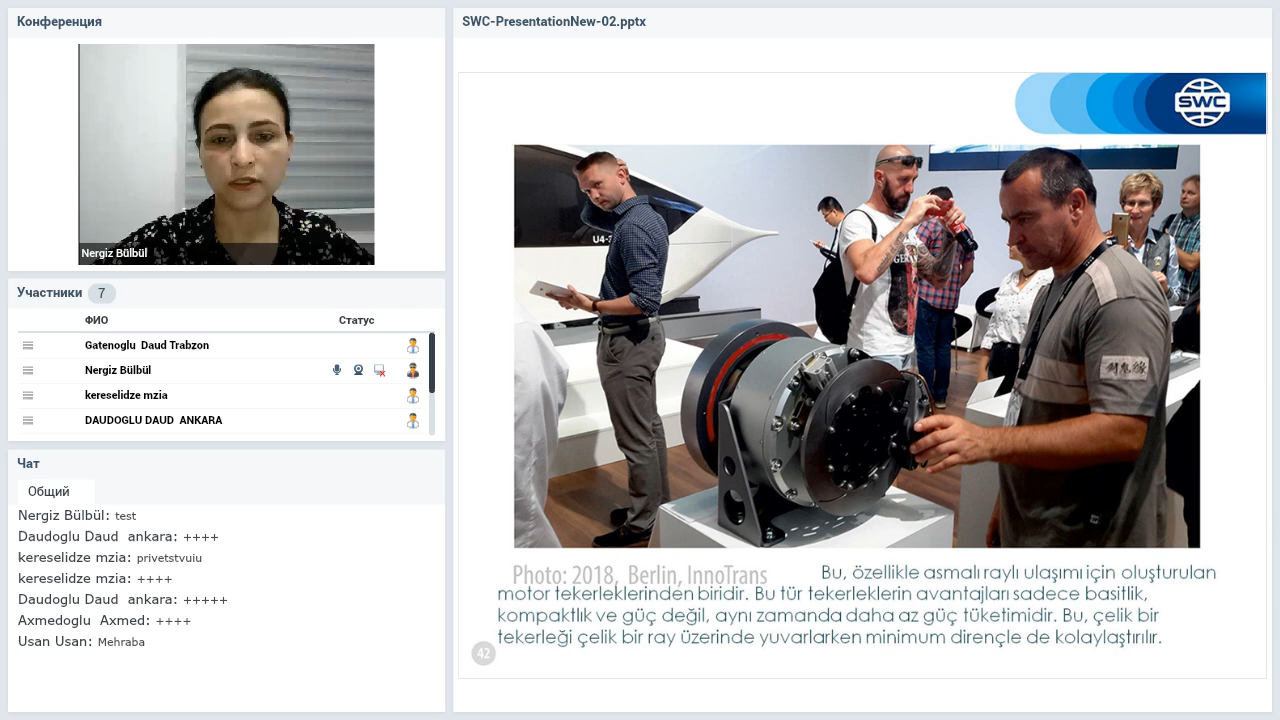 Конференция
Nergiz Bülbül
Участники 7
ФИО Статус
Gatenoglu Daud Trabzon
Nergiz Bülbül
kereselidze mzia
DAUDOGLU DAUD ANKARA
Чат
Общий
Nergiz Bülbül: test
Daudoglu Daud ankara: ++++
kereselidze mzia: privetstvuiu
kereselidze mzia: ++++
Daudoglu Daud ankara: +++++
Axmedoglu Axmed: ++++
Usan Usan: Mehraba
SWC-PresentationNew-02.pptx
SWC
U4-3
Photo: 2018, Berlin, InnoTrans
Bu, özellikle asmalı raylı ulaşımı için oluşturulan
motor tekerleklerinden biridir. Bu tür tekerleklerin avantajları sadece basitlik,
kompaktlık ve güç değil, aynı zamanda daha az güç tüketimidir. Bu, çelik bir
tekerleği çelik bir ray üzerinde yuvarlarken minimum dirençle de kolaylaştırılır.
42